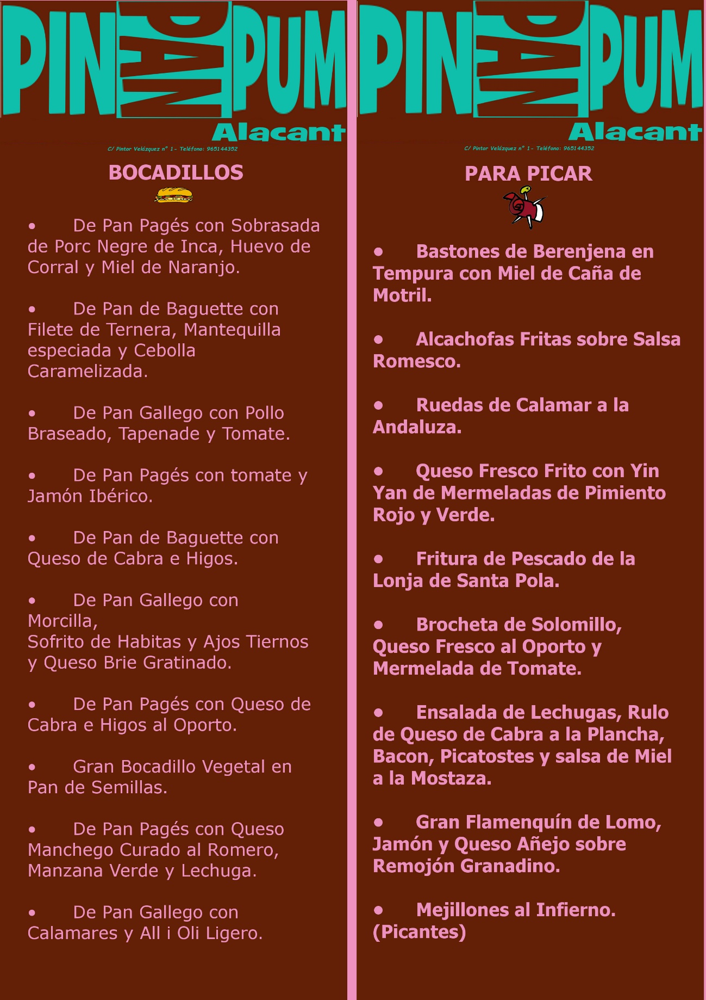 PIN PAN PUM
Alacant
C/ Pintor Velázquez nº 1- Teléfono: 965144352
BOCADILLOS
•	De Pan Pagés con Sobrasada
de Porc Negre de Inca, Huevo de
Corral y Miel de Naranjo.
•	De Pan de Baguette con
Filete de Ternera, Mantequilla
especiada y Cebolla
Caramelizada.
•	De Pan Gallego con Pollo
Braseado, Tapenade y Tomate.
•	De Pan Pagés con tomate y
Jamón Ibérico.
•	De Pan de Baguette con
Queso de Cabra e Higos.
•	De Pan Gallego con
Morcilla,
Sofrito de Habitas y Ajos Tiernos
y Queso Brie Gratinado.
•	De Pan Pagés con Queso de
Cabra e Higos al Oporto.
•	Gran Bocadillo Vegetal en
Pan de Semillas.
•	De Pan Pagés con Queso
Manchego Curado al Romero,
Manzana Verde y Lechuga.
•	De Pan Gallego con
Calamares y All i Oli Ligero.
PIN PAN PUM
Alacant
C/ Pintor Velázquez nº 1- Teléfono: 965144352
PARA PICAR
•	Bastones de Berenjena en
Tempura con Miel de Caña de
Motril.
•	Alcachofas Fritas sobre Salsa
Romesco.
•	Ruedas de Calamar a la
Andaluza.
•	Queso Fresco Frito con Yin
Yan de Mermeladas de Pimiento
Rojo y Verde.
•	Fritura de Pescado de la
Lonja de Santa Pola.
•	Brocheta de Solomillo,
Queso Fresco al Oporto y
Mermelada de Tomate.
•	Ensalada de Lechugas, Rulo
de Queso de Cabra a la Plancha,
Bacon, Picatostes y salsa de Miel
a la Mostaza.
•	Gran Flamenquín de Lomo,
Jamón y Queso Añejo sobre
Remojón Granadino.
•	Mejillones al Infierno.
(Picantes)